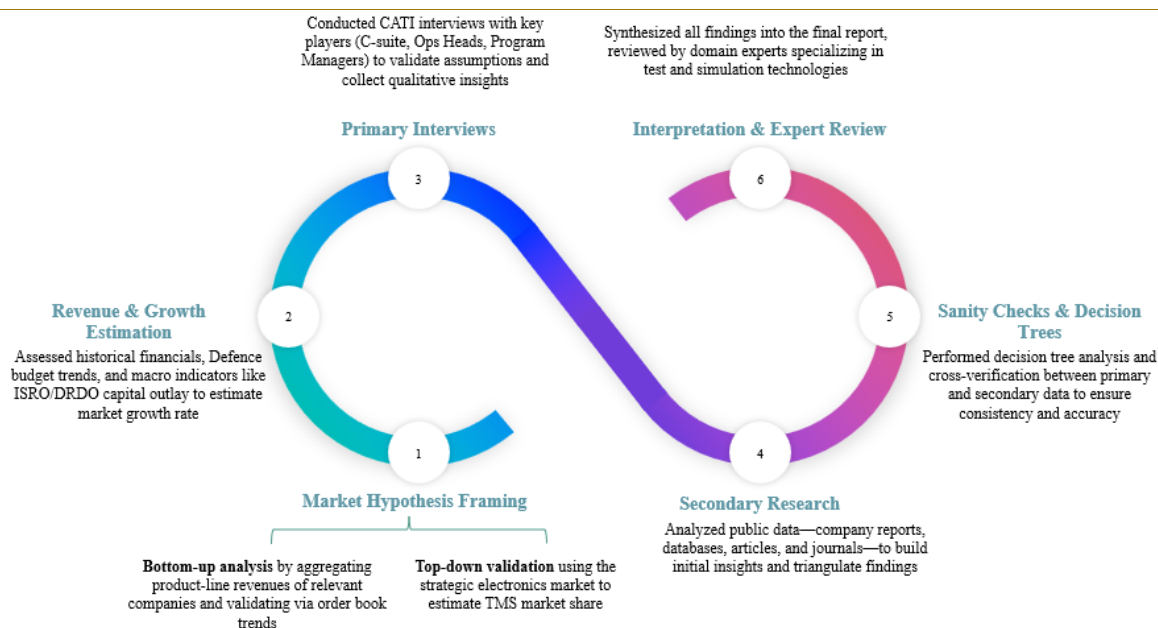 Conducted CATI interviews with key
players (C-suite, Ops Heads, Program
Managers) to validate assumptions and
collect qualitative insights
Synthesized all findings into the final report,
reviewed by domain experts specializing in
test and simulation technologies
Primary Interviews
Interpretation & Expert Review
3
6
Revenue & Growth
Estimation
Assessed historical financials, Defence
budget trends, and macro indicators like
ISRO/DRDO capital outlay to estimate
market growth rate
2
5
Sanity Checks & Decision
Trees
Performed decision tree analysis and
cross-verification between primary
and secondary data to ensure
consistency and accuracy
1
4
Market Hypothesis Framing
Bottom-up analysis by aggregating
product-line revenues of relevant
companies and validating via order book
trends
Top-down validation using the
strategic electronics market to
estimate TMS market share
Secondary Research
Analyzed public data—company reports,
databases, articles, and journals—to build
initial insights and triangulate findings